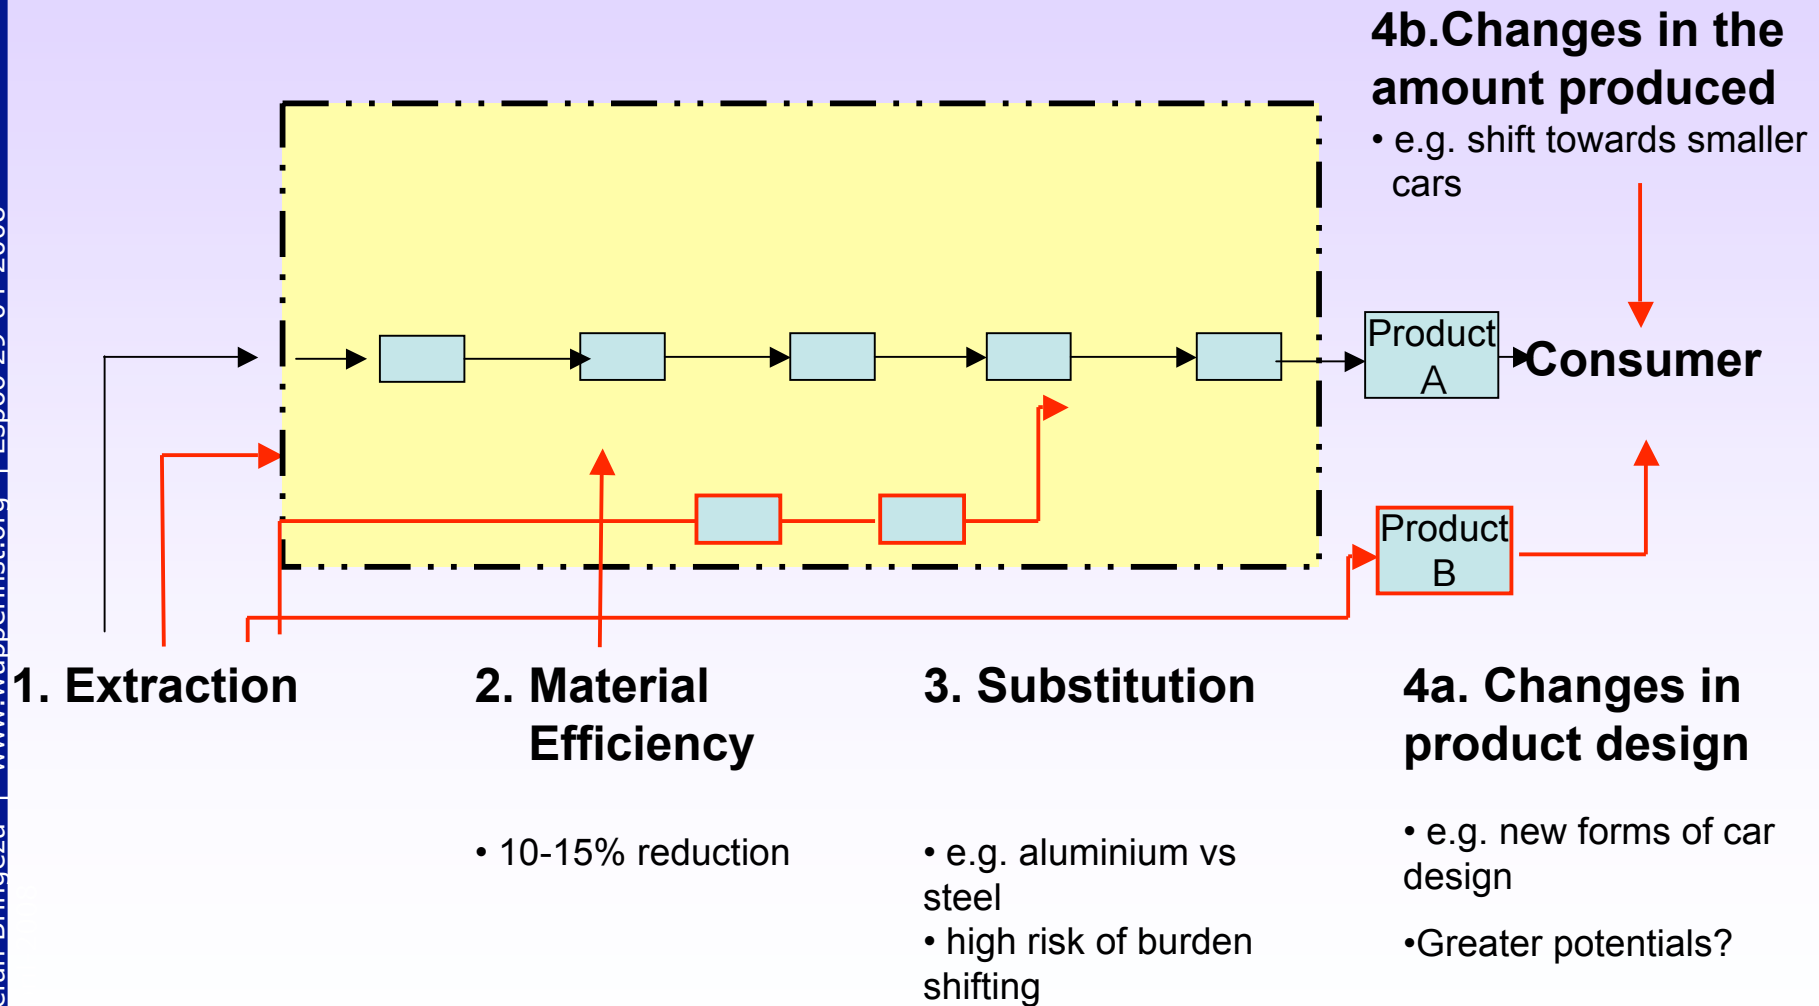 4b.Changes in the
amount produced
• e.g. shift towards smaller
cars
Product
A
Consumer
Product
B
1. Extraction
2. Material
Efficiency
• 10-15% reduction
3. Substitution
• e.g. aluminium vs
steel
• high risk of burden
shifting
4a. Changes in
product design
• e.g. new forms of car
design
•Greater potentials?